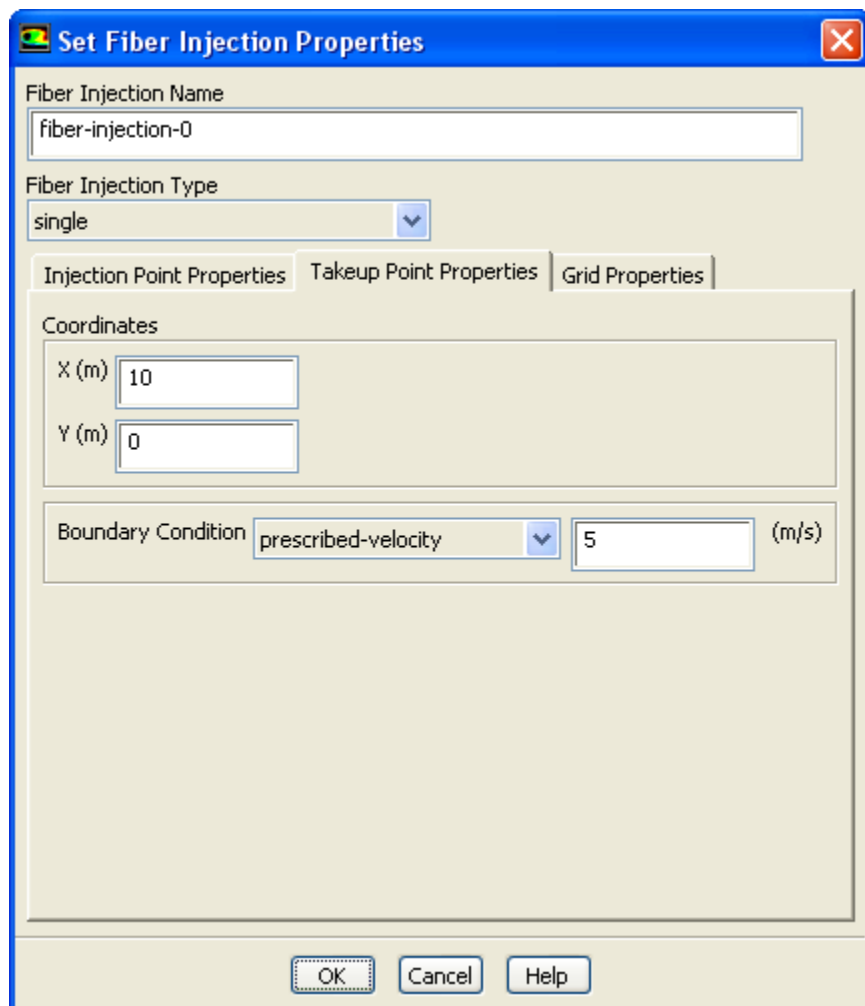 Set Fiber Injection Properties
Fiber Injection Name
fiber-injection-0
Fiber Injection Type
single
Injection Point Properties Takeup Point Properties Grid Properties
Coordinates
X (m) 10
Y (m) 0
Boundary Condition prescribed-velocity 5 (m/s)
OK Cancel Help